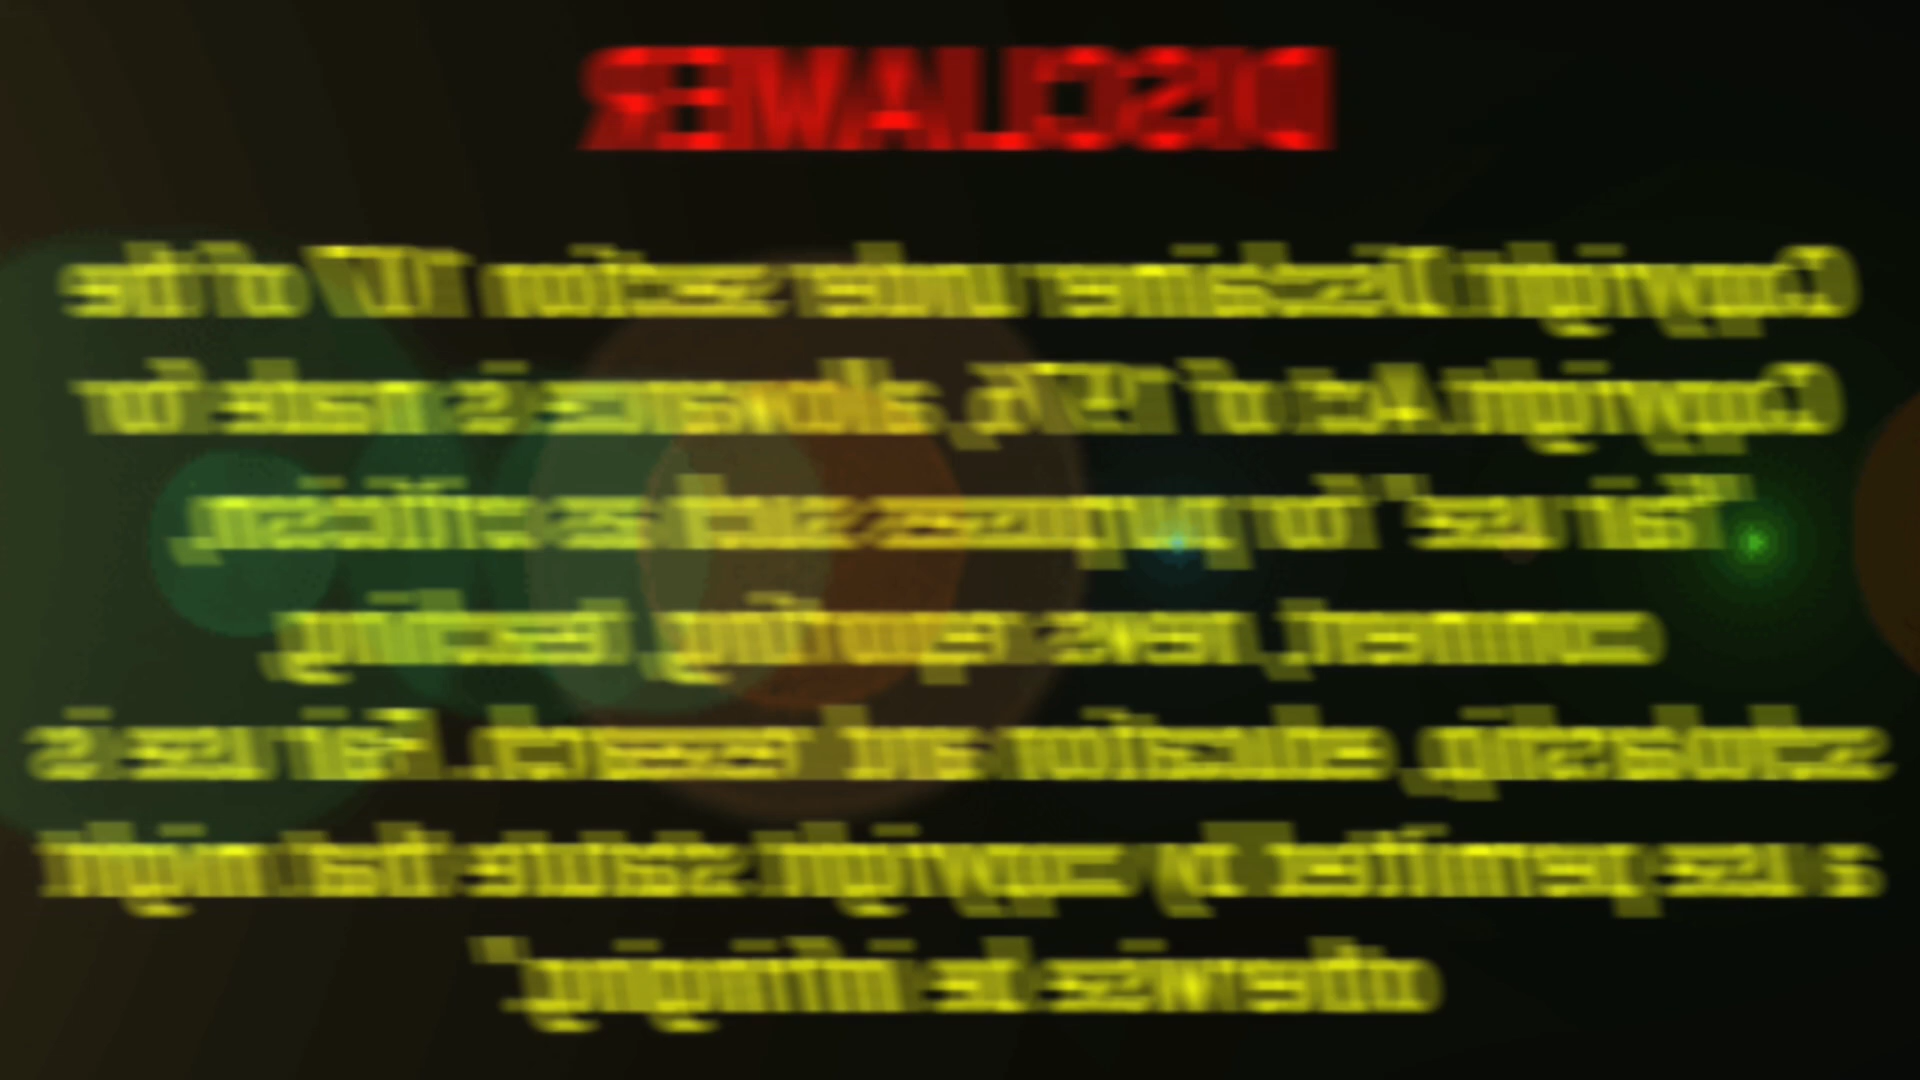 DISCLAIMER
Copyright Disclaimer under section 107 of the
Copyright Act of 1976, allowance is made for
"fair use" for purposes such as criticism,
comment, news reporting, teaching,
scholarship, education and research. Fair use is
a use permitted by copyright statute that might
otherwise be infringing."